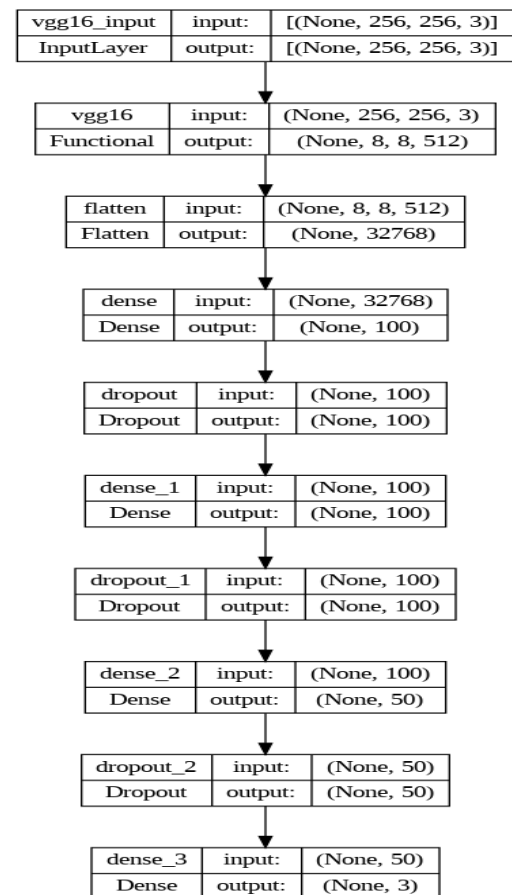 vgg16_input input: [(None, 256, 256, 3)]
InputLayer output: [(None, 256, 256, 3)]
vgg16 input: (None, 256, 256, 3)
Functional output: (None, 8, 8, 512)
flatten input: (None, 8, 8, 512)
Flatten output: (None, 32768)
dense input: (None, 32768)
Dense output: (None, 100)
dropout input: (None, 100)
Dropout output: (None, 100)
dense_1 input: (None, 100)
Dense output: (None, 100)
dropout_1 input: (None, 100)
Dropout output: (None, 100)
dense_2 input: (None, 100)
Dense output: (None, 50)
dropout_2 input: (None, 50)
Dropout output: (None, 50)
dense_3 input: (None, 50)
Dense output: (None, 3)